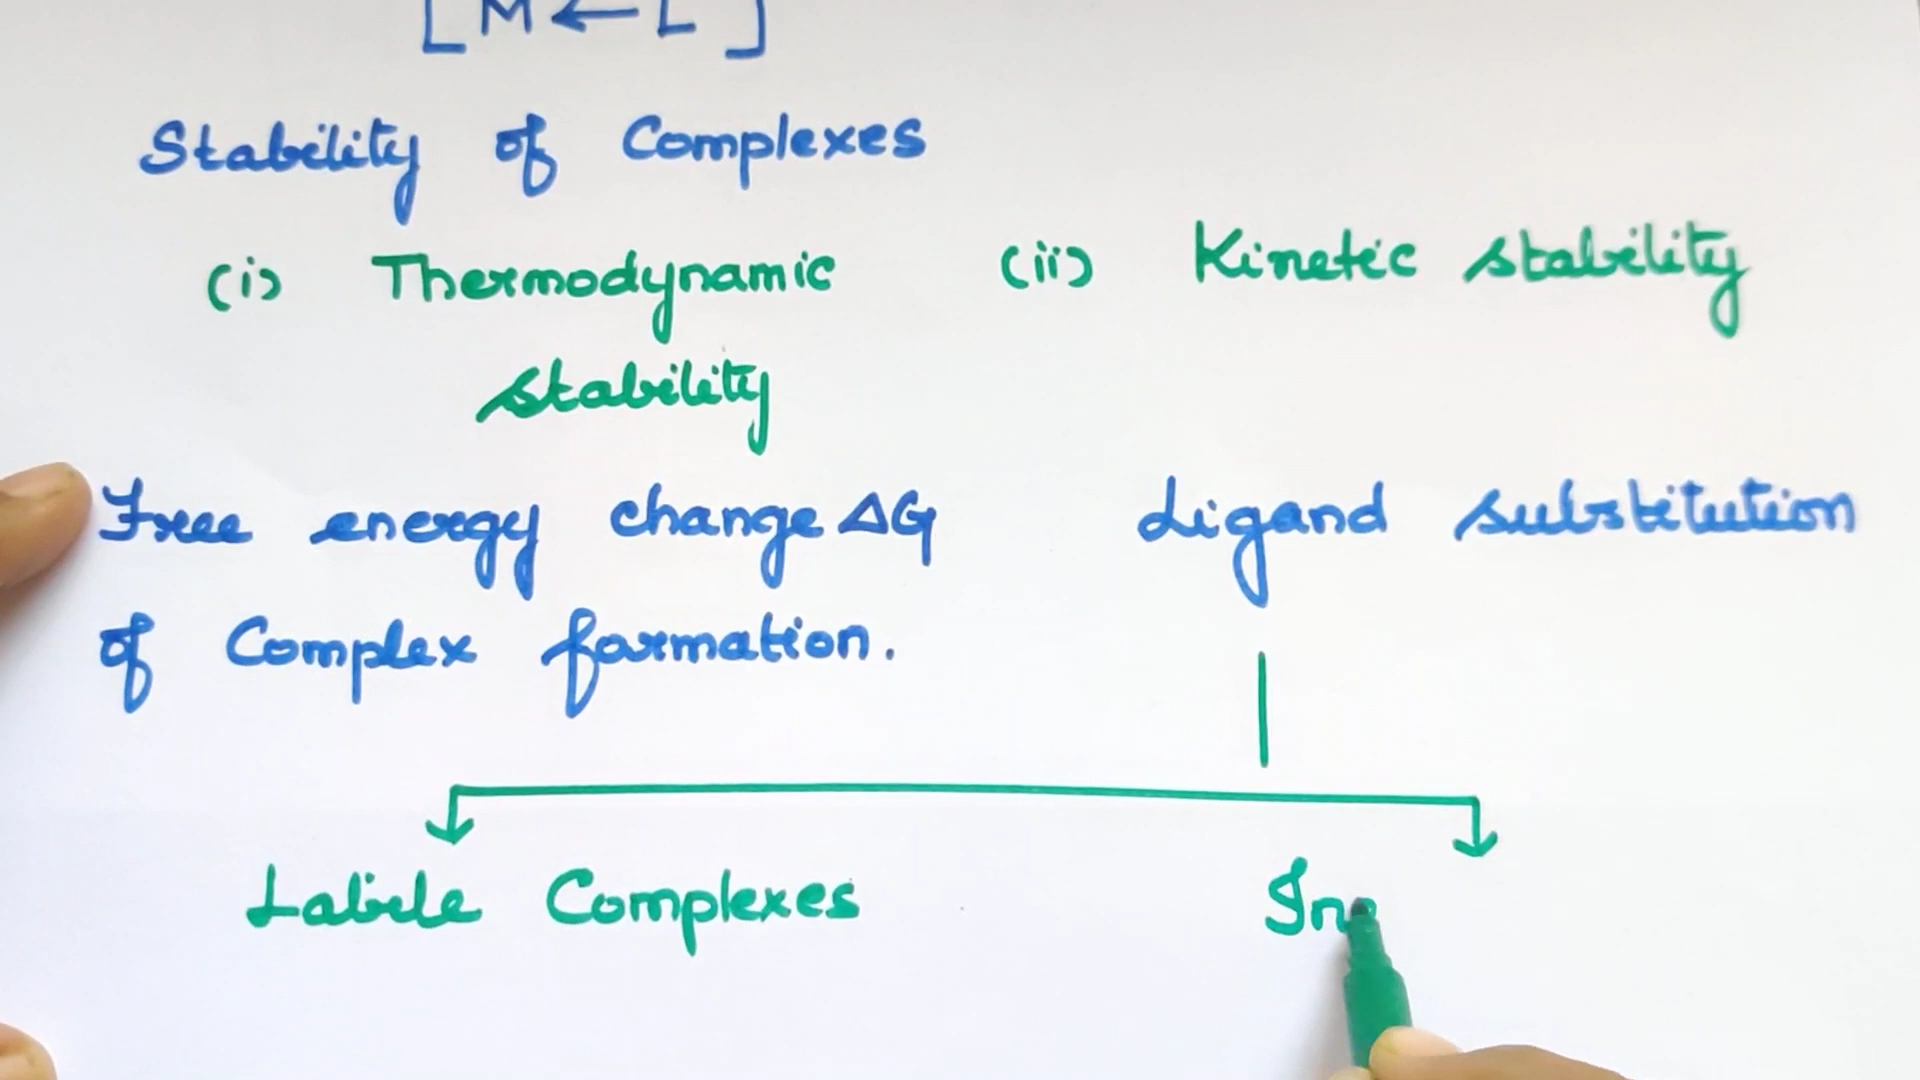 [M ← L]
Stability of Complexes
(i) Thermodynamic stability
(ii) Kinetic stability
Free energy change ΔG
of Complex formation.
Ligand substitution
Labile Complexes
In